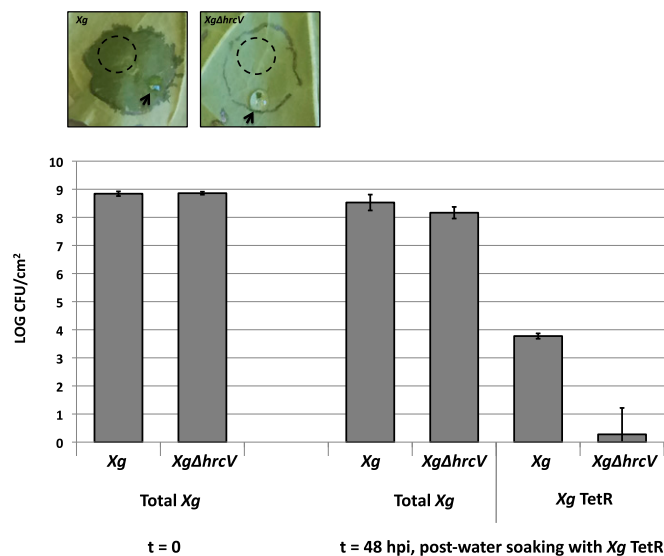 Xg
XgΔhrcV
10
9
8
7
6
5
4
3
2
1
0
LOG CFU/cm²
Xg
XgΔhrcV
Xg
XgΔhrcV
Xg
XgΔhrcV
Total Xg
Total Xg
Xg TetR
t = 0
t = 48 hpi, post-water soaking with Xg TetR